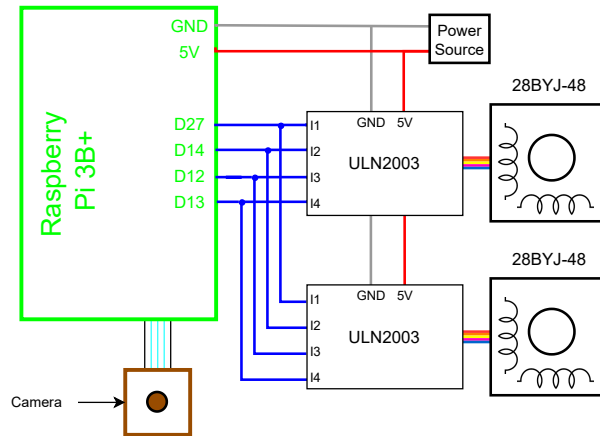 GND
5V
Power
Source
28BYJ-48
Raspberry
Pi 3B+
D27
D14
D12
D13
GND 5V
I1
I2
I3
I4
ULN2003
28BYJ-48
GND 5V
I1
I2
I3
I4
ULN2003
Camera